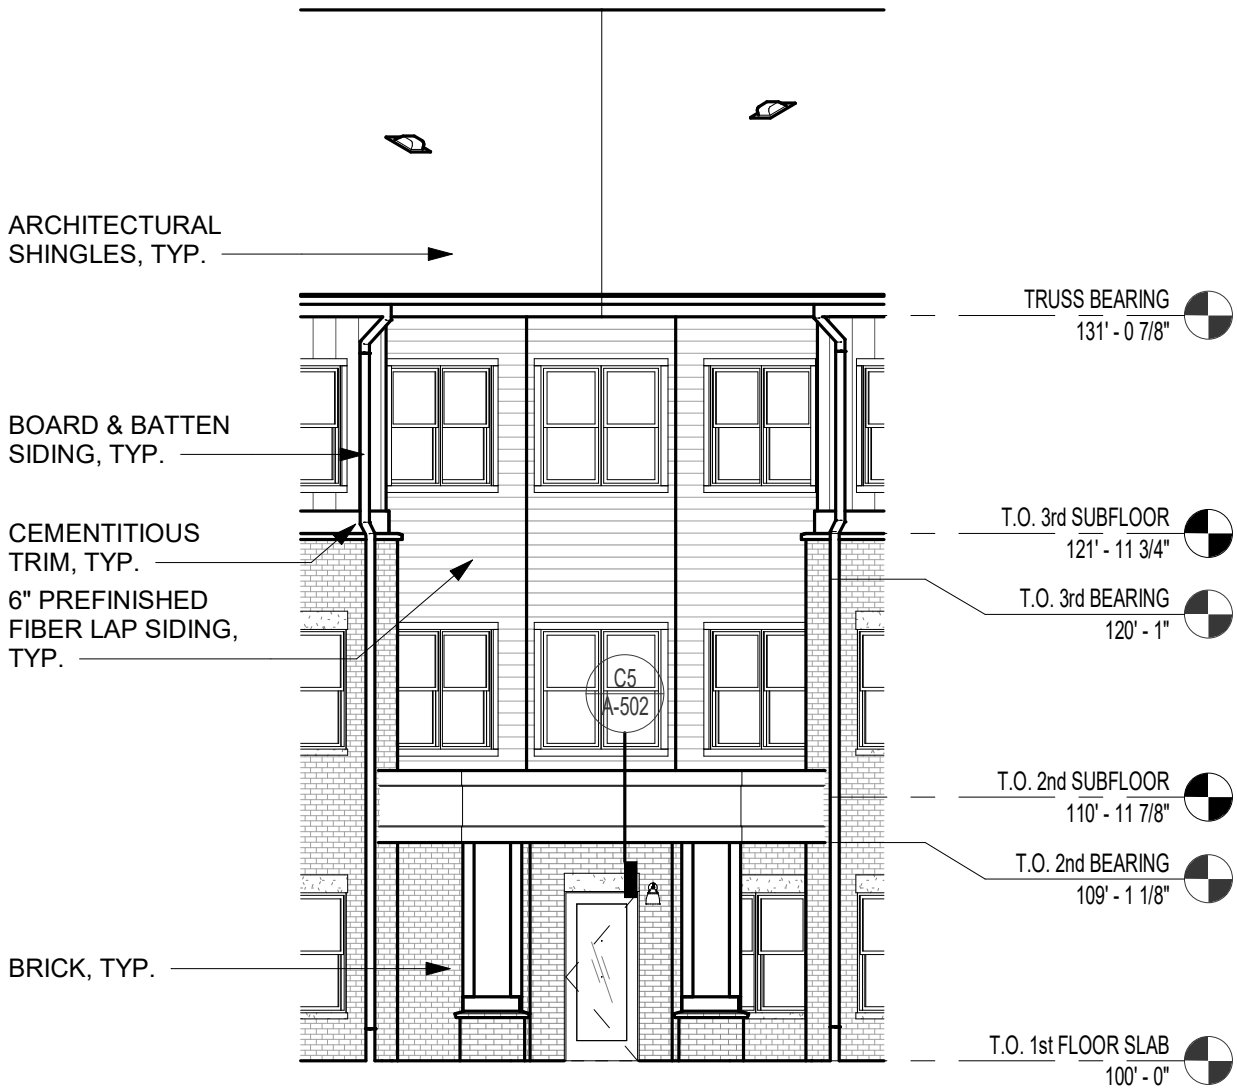 ARCHITECTURAL
SHINGLES, TYP.
TRUSS BEARING
131' - 0 7/8"
BOARD & BATTEN
SIDING, TYP.
CEMENTITIOUS
TRIM, TYP.
T.O. 3rd SUBFLOOR
121' - 11 3/4"
6" PREFINISHED
FIBER LAP SIDING,
TYP.
T.O. 3rd BEARING
120' - 1"
C5
A-502
T.O. 2nd SUBFLOOR
110' - 11 7/8"
T.O. 2nd BEARING
109' - 1 1/8"
BRICK, TYP.
T.O. 1st FLOOR SLAB
100' - 0"